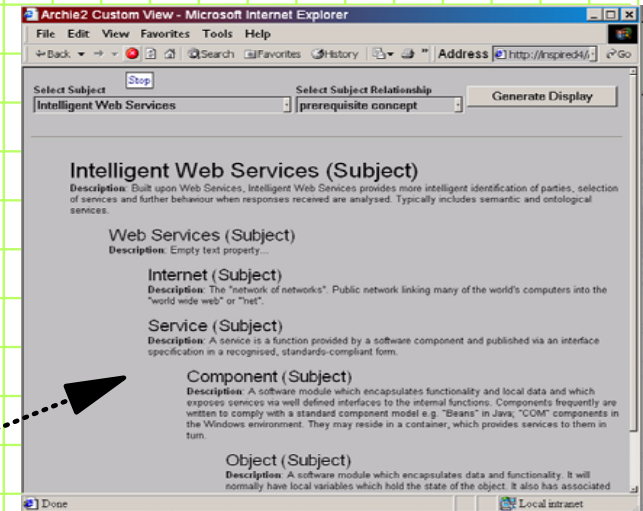 Archie2 Custom View - Microsoft Internet Explorer
File Edit View Favorites Tools Help
Back Search Favorites History » Address http://inspired4/ Go
Stop
Select Subject Select Subject Relationship
Intelligent Web Services prerequisite concept Generate Display
Intelligent Web Services (Subject)
Description: Built upon Web Services, Intelligent Web Services provides more intelligent identification of parties, selection
of services and further behaviour when responses received are analysed. Typically includes semantic and ontological
services.
Web Services (Subject)
Description: Empty text property...
Internet (Subject)
Description: The "network of networks". Public network linking many of the world's computers into the
"world wide web" or "net".
Service (Subject)
Description: A service is a function provided by a software component and published via an interface
specification in a recognised, standards-compliant form.
Component (Subject)
Description: A software module which encapsulates functionality and local data and which
exposes services via well defined interfaces to the internal functions. Components frequently are
written to comply with a standard component model e.g. "Beans" in Java; "COM" components in
the Windows environment. They may reside in a container, which provides services to them in
turn.
Object (Subject)
Description: A software module which encapsulates data and functionality. It will
normally have local variables which hold the state of the object. It also has associated
Done Local intranet